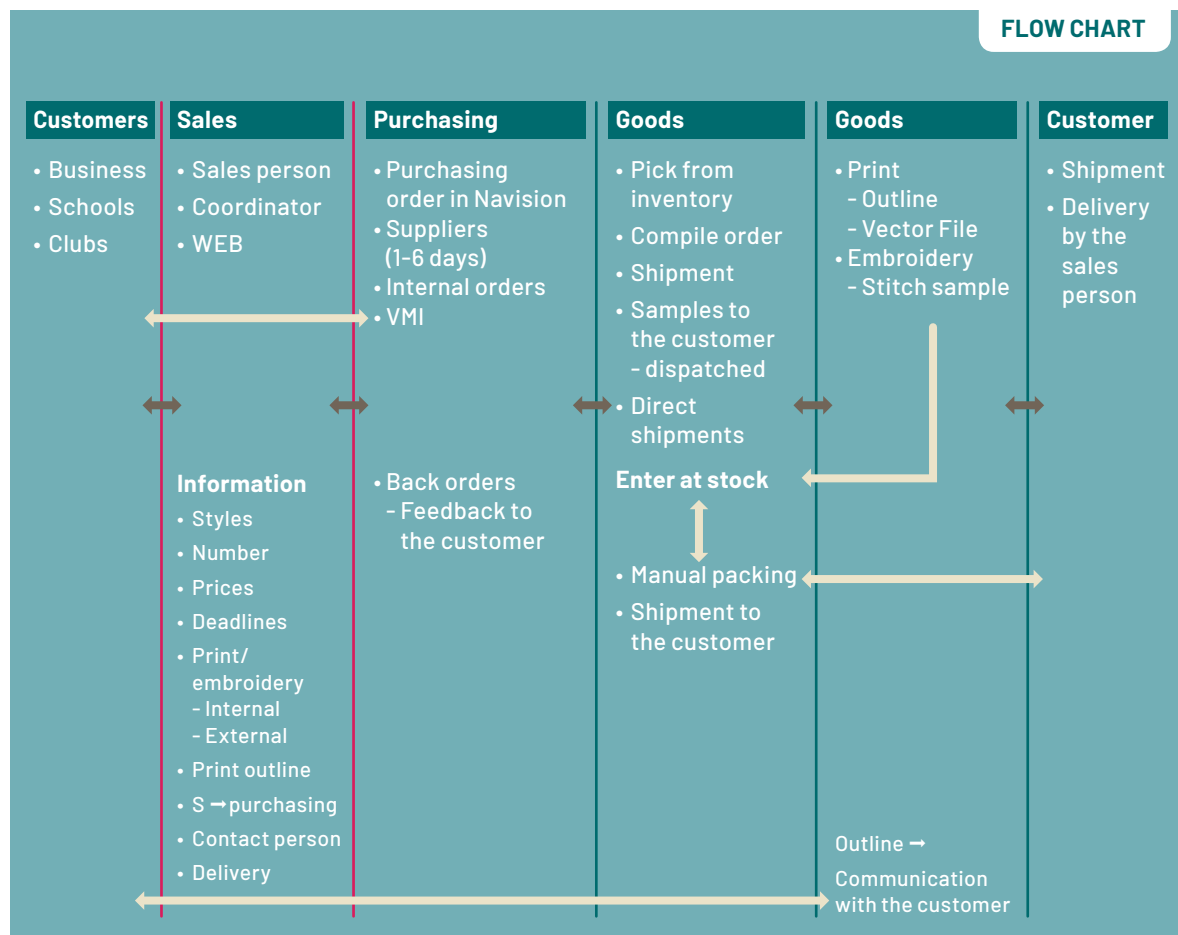 FLOW CHART
Customers
• Business
• Schools
• Clubs
Sales
• Sales person
• Coordinator
• WEB
Information
• Styles
• Number
• Prices
• Deadlines
• Print/
embroidery
- Internal
- External
• Print outline
• S ➞ purchasing
• Contact person
• Delivery
Purchasing
• Purchasing
order in Navision
• Suppliers
(1-6 days)
• Internal orders
• VMI
• Back orders
- Feedback to
the customer
Goods
• Pick from
inventory
• Compile order
• Shipment
• Samples to
the customer
- dispatched
• Direct
shipments
Enter at stock
• Manual packing
• Shipment to
the customer
Goods
• Print
- Outline
- Vector File
• Embroidery
- Stitch sample
Outline ➞
Communication
with the customer
Customer
• Shipment
• Delivery
by the
sales
person